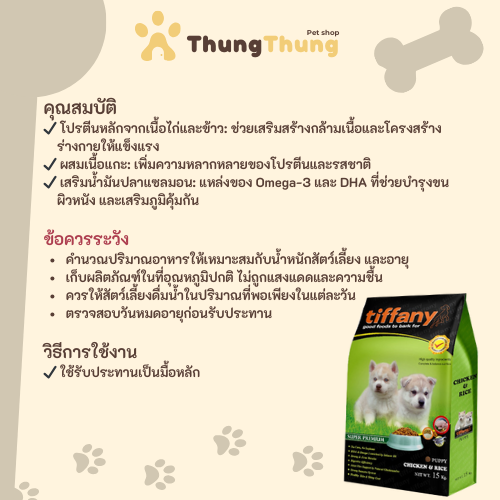 Pet shop
ThungThung
คุณสมบัติ
โปรตีนหลักจากเนื้อไก่และข้าว: ช่วยเสริมสร้างกล้ามเนื้อและโครงสร้าง
ร่างกายให้แข็งแรง
ผสมเนื้อแกะ: เพิ่มความหลากหลายของโปรตีนและรสชาติ
เสริมน้ำมันปลาแซลมอน: แหล่งของ Omega-3 และ DHA ที่ช่วยบำรุงขน
ผิวหนัง และเสริมภูมิคุ้มกัน
ข้อควรระวัง
คำนวณปริมาณอาหารให้เหมาะสมกับน้ำหนักสัตว์เลี้ยง และอายุ
เก็บผลิตภัณฑ์ในที่อุณหภูมิปกติ ไม่ถูกแสงแดดและความชื้น
ควรให้สัตว์เลี้ยงดื่มน้ำในปริมาณที่พอเพียงในแต่ละวัน
ตรวจสอบวันหมดอายุก่อนรับประทาน
วิธีการใช้งาน
ใช้รับประทานเป็นมื้อหลัก
tiffany
good foods to bark for
SUPER PREMIUM
PUPPY
CHICKEN & RICE
NET WT. 15 KG
CHICKEN
&
RICE